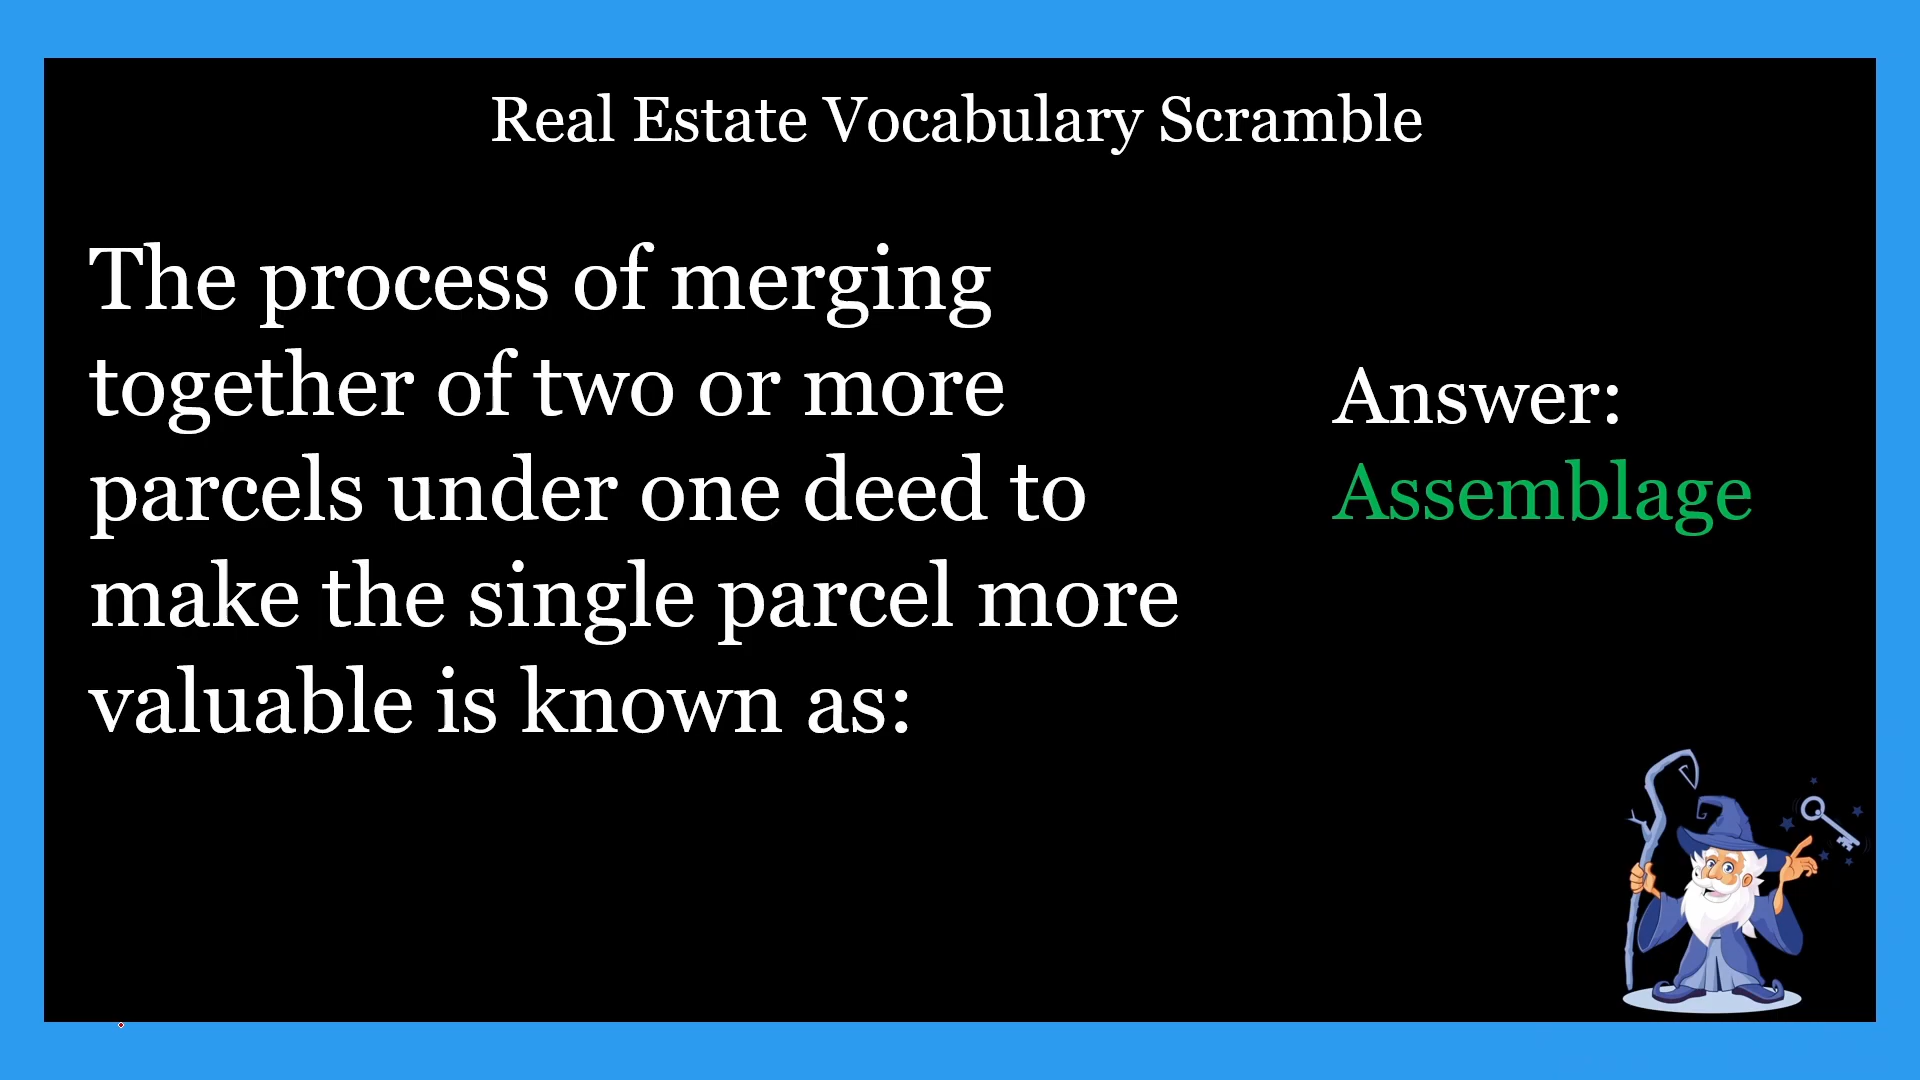 Real Estate Vocabulary Scramble
The process of merging
together of two or more
parcels under one deed to
make the single parcel more
valuable is known as:
Answer:
Assemblage